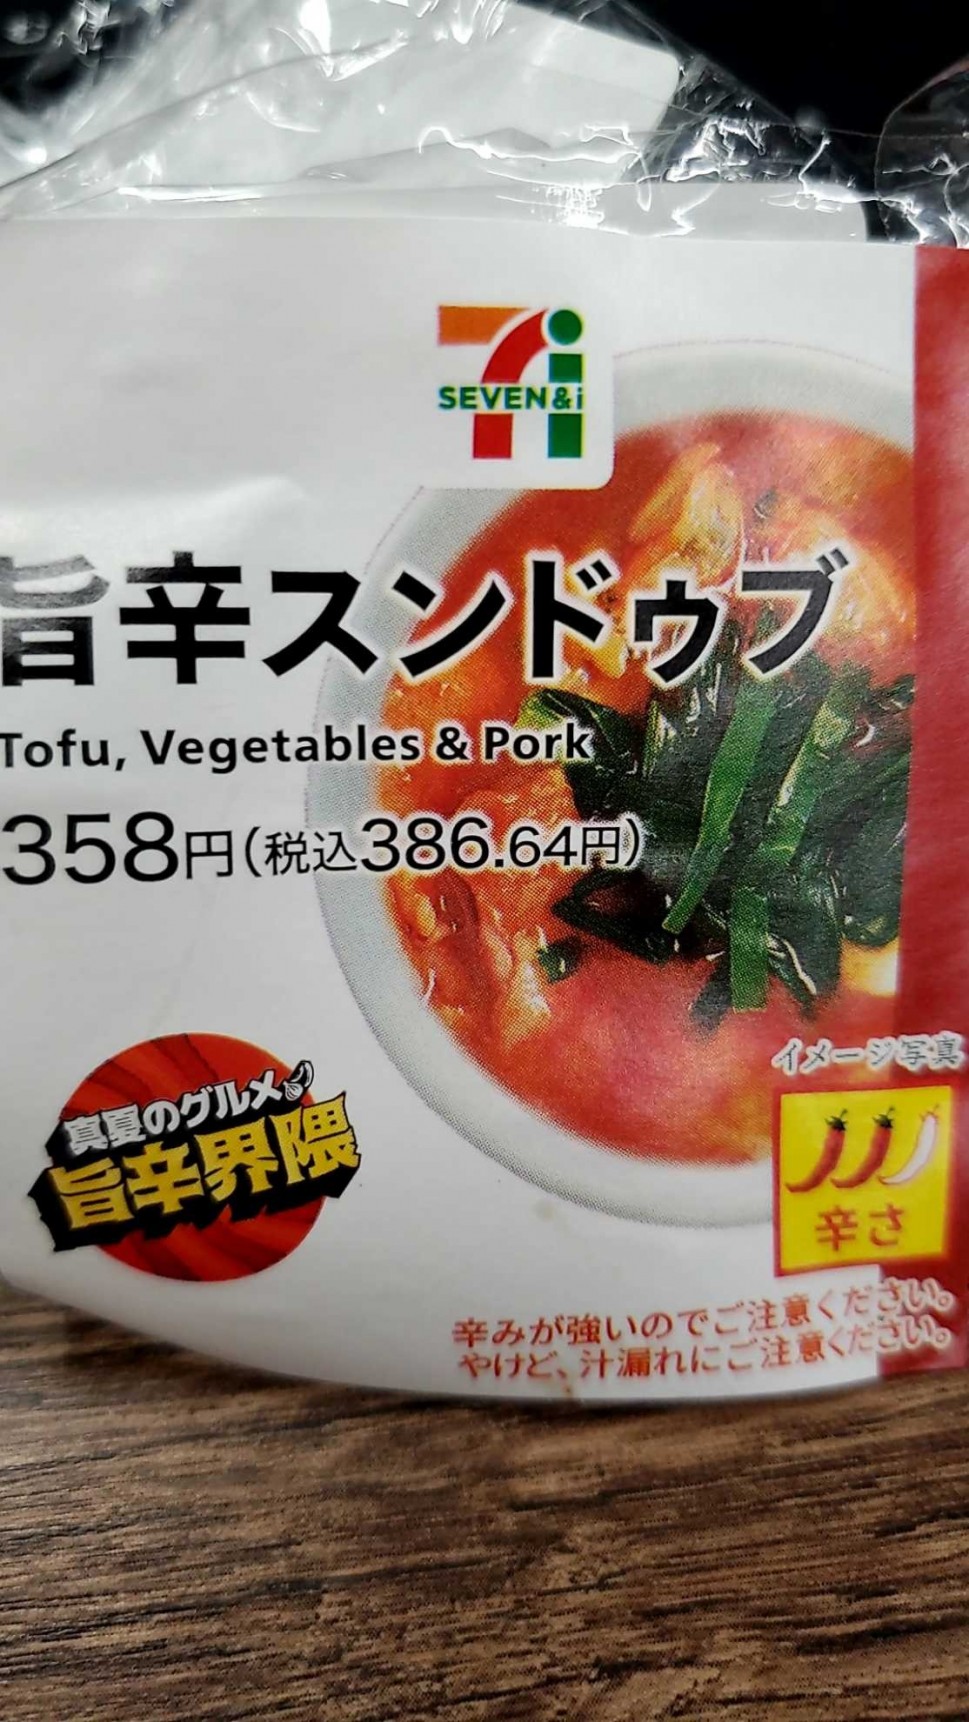 SEVEN&i
旨辛スンドゥブ
Tofu, Vegetables & Pork
358円(税込386.64円)
イメージ写真
真夏のグルメ
旨辛界隈
辛さ
辛みが強いのでご注意ください。
やけど、汁漏れにご注意ください。